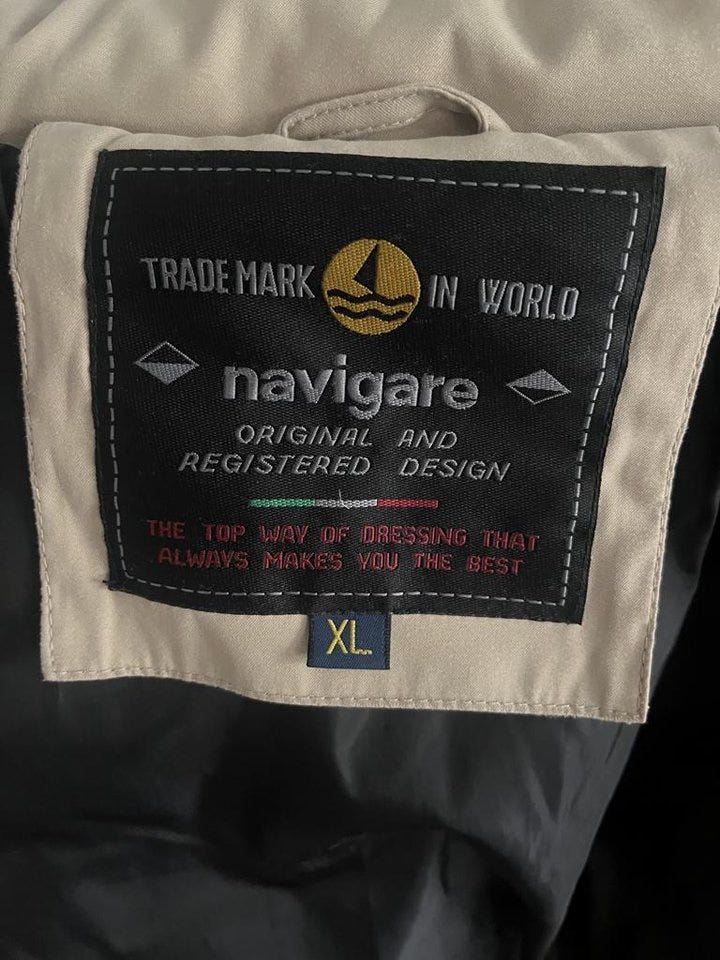 TRADE MARK IN WORLD
navigare
ORIGINAL AND
REGISTERED DESIGN
THE TOP WAY OF DRESSING THAT
ALWAYS MAKES YOU THE BEST
XL